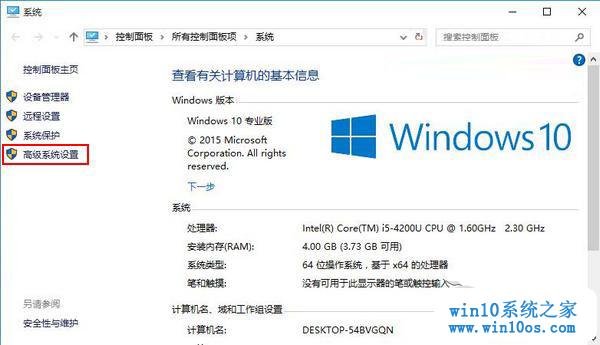 系统
控制面板 › 所有控制面板项 › 系统
搜索控制面板
控制面板主页
设备管理器
远程设置
系统保护
高级系统设置
另请参阅
安全性与维护
查看有关计算机的基本信息
Windows 版本
Windows 10 专业版
© 2015 Microsoft
Corporation. All rights
reserved.
下一步
Windows 10
系统
处理器: Intel(R) Core(TM) i5-4200U CPU @ 1.60GHz 2.30 GHz
安装内存(RAM): 4.00 GB (3.73 GB 可用)
系统类型: 64 位操作系统，基于 x64 的处理器
笔和触摸: 没有可用于此显示器的笔或触控输入
计算机名、域和工作组设置
计算机名: DESKTOP-54BVGQN
win10系统之家
www.win10os.com